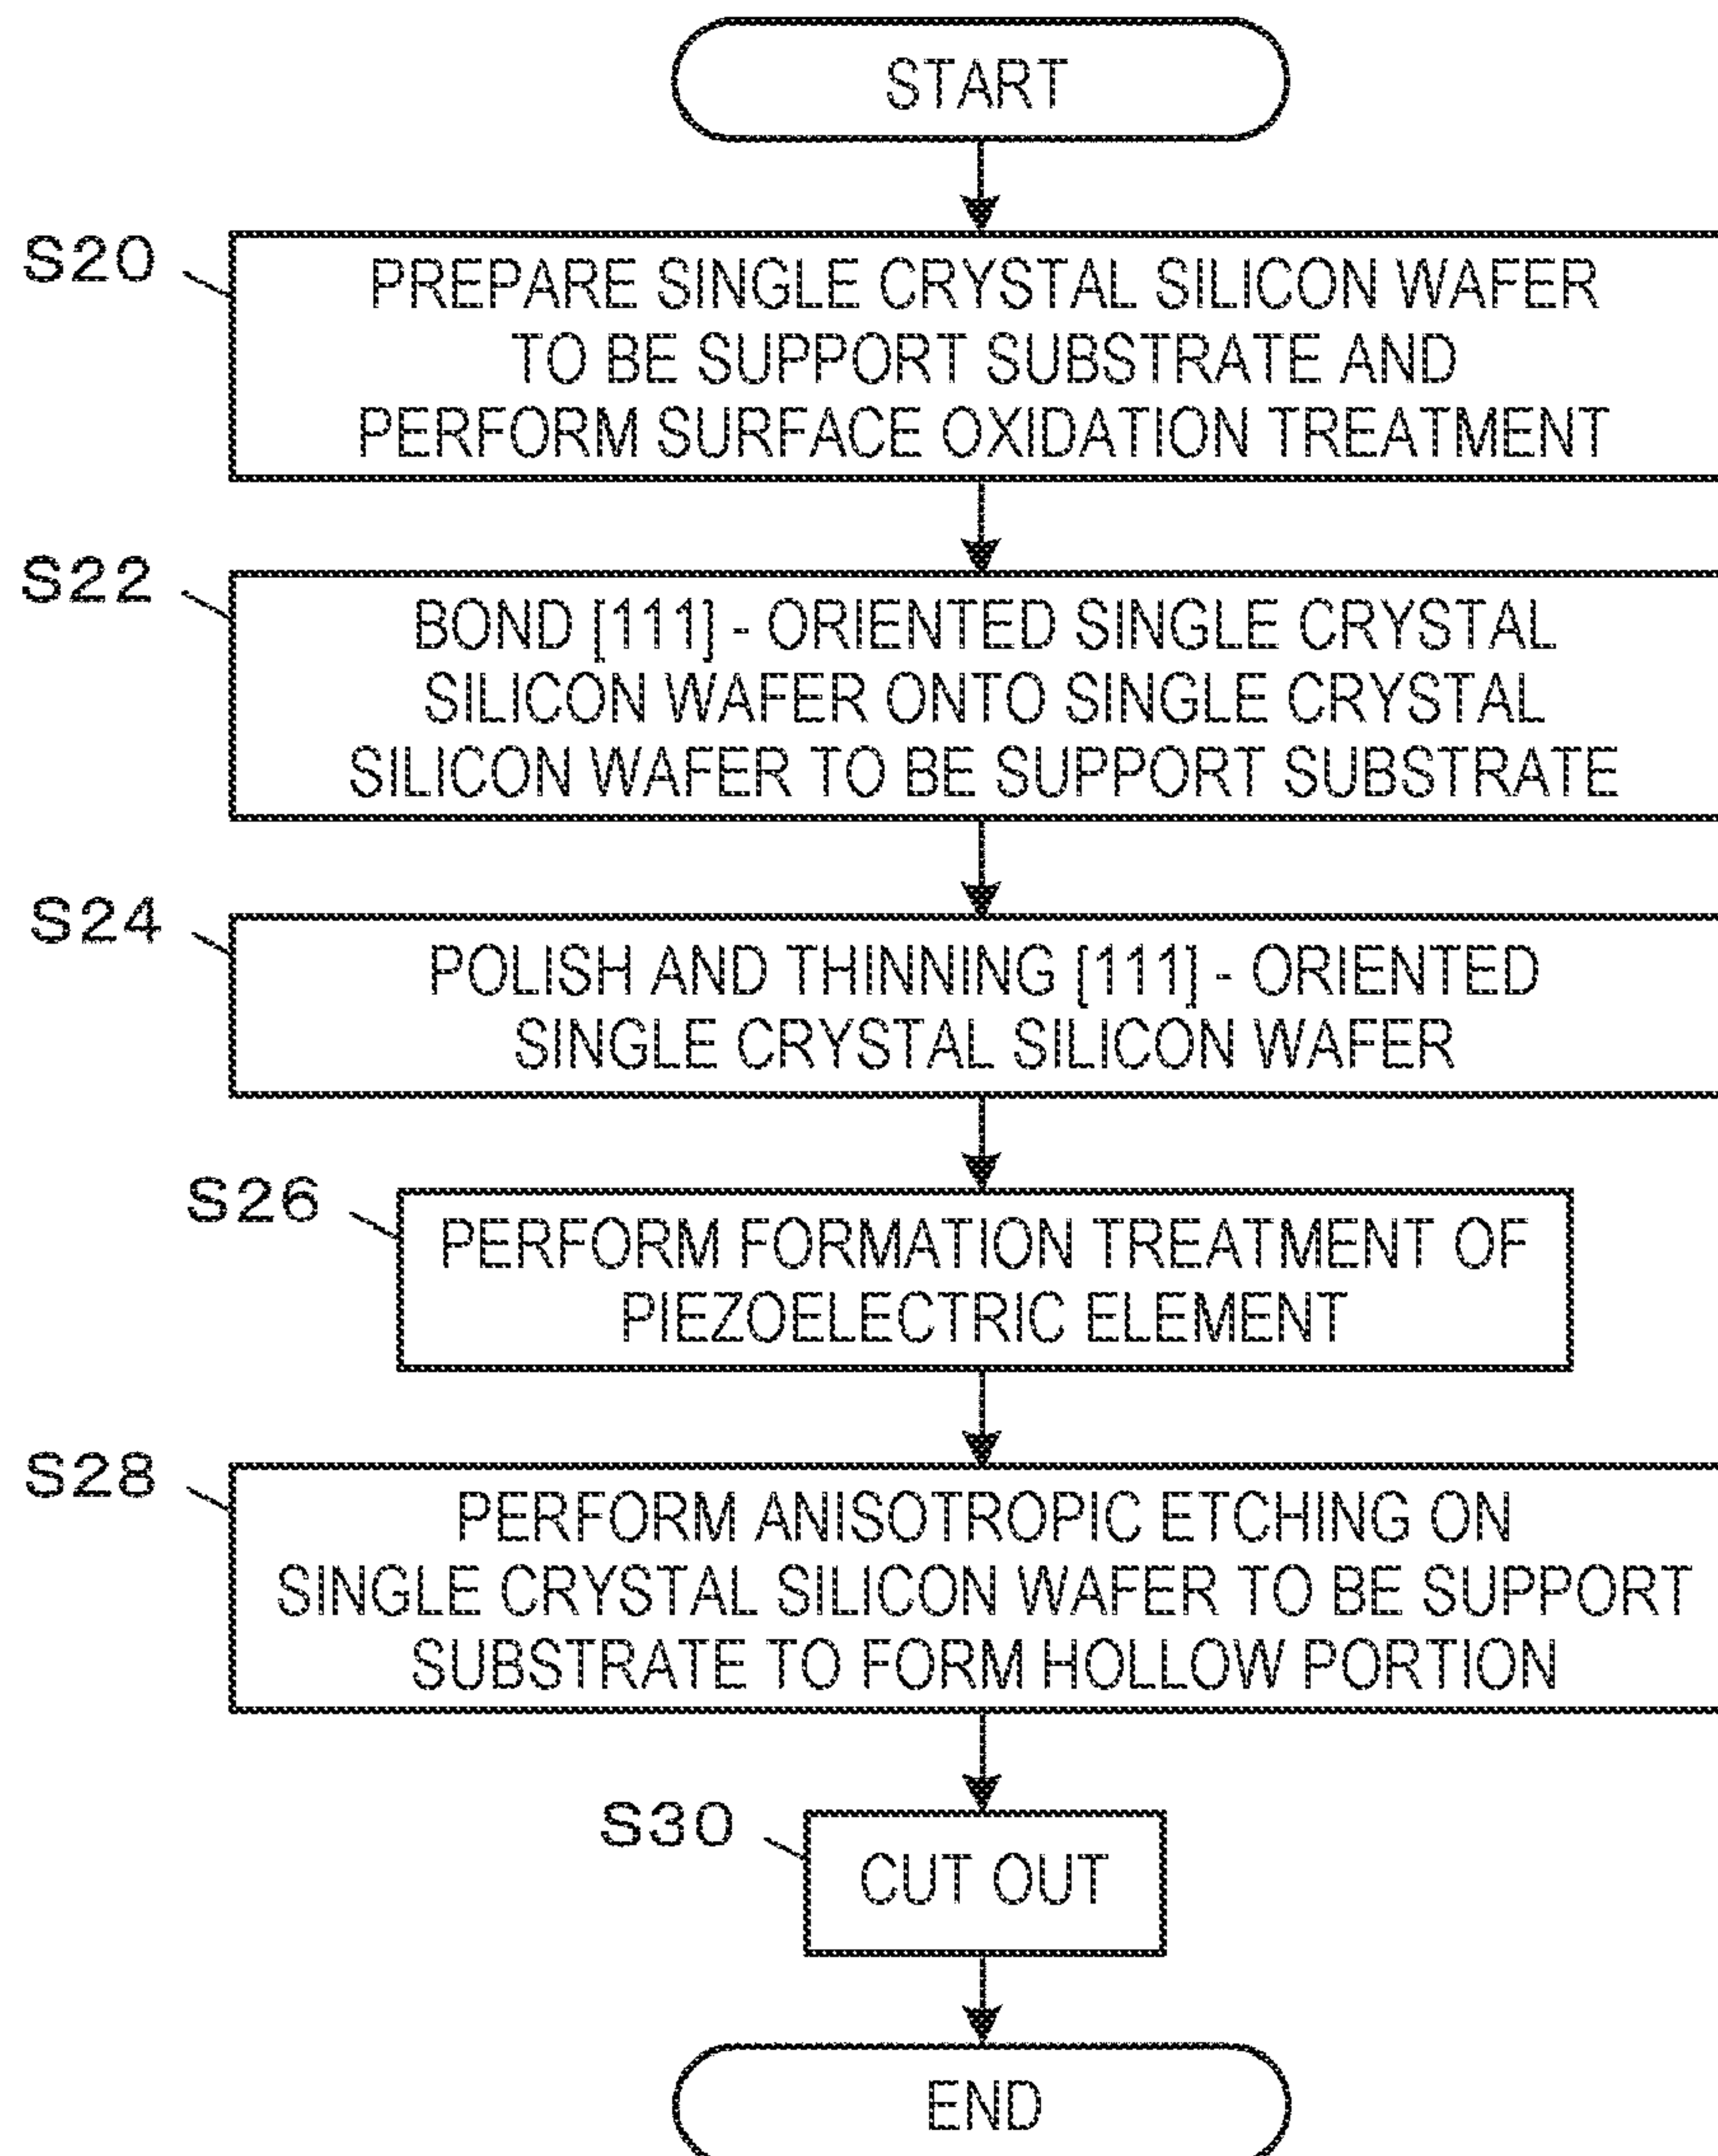 START
S20
PREPARE SINGLE CRYSTAL SILICON WAFER
TO BE SUPPORT SUBSTRATE AND
PERFORM SURFACE OXIDATION TREATMENT
S22
BOND [111] - ORIENTED SINGLE CRYSTAL
SILICON WAFER ONTO SINGLE CRYSTAL
SILICON WAFER TO BE SUPPORT SUBSTRATE
S24
POLISH AND THINNING [111] - ORIENTED
SINGLE CRYSTAL SILICON WAFER
S26
PERFORM FORMATION TREATMENT OF
PIEZOELECTRIC ELEMENT
S28
PERFORM ANISOTROPIC ETCHING ON
SINGLE CRYSTAL SILICON WAFER TO BE SUPPORT
SUBSTRATE TO FORM HOLLOW PORTION
S30
CUT OUT
END